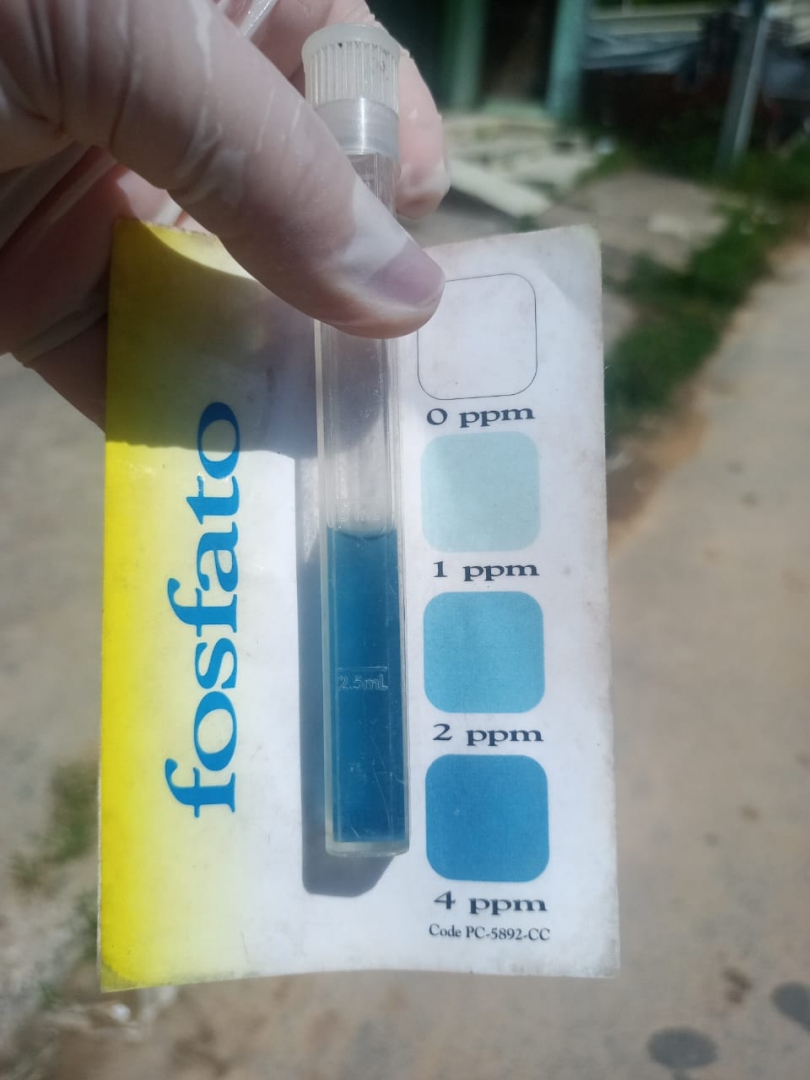 fosfato
2.5mL
0 ppm
1 ppm
2 ppm
4 ppm
Code PC-5892-CC